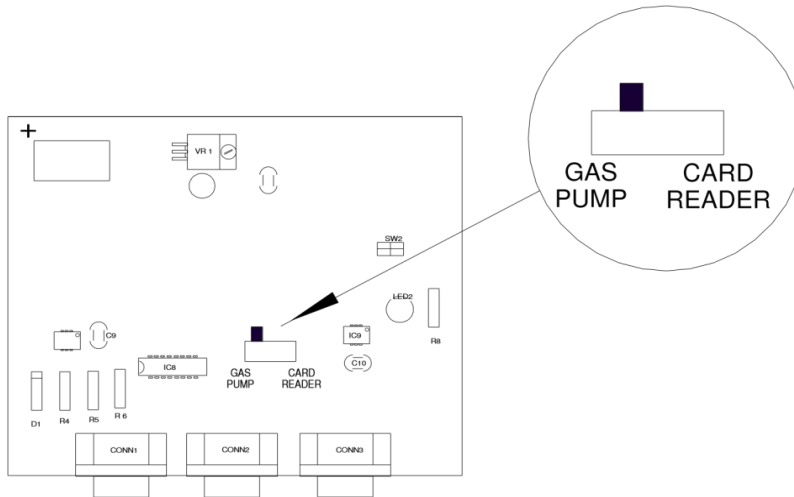 GAS
PUMP
CARD
READER
+
VR 1
SW2
LED2
C9
IC9
R8
IC8
GAS
PUMP
CARD
READER
C10
D1
R4
R5
R 6
CONN1
CONN2
CONN3